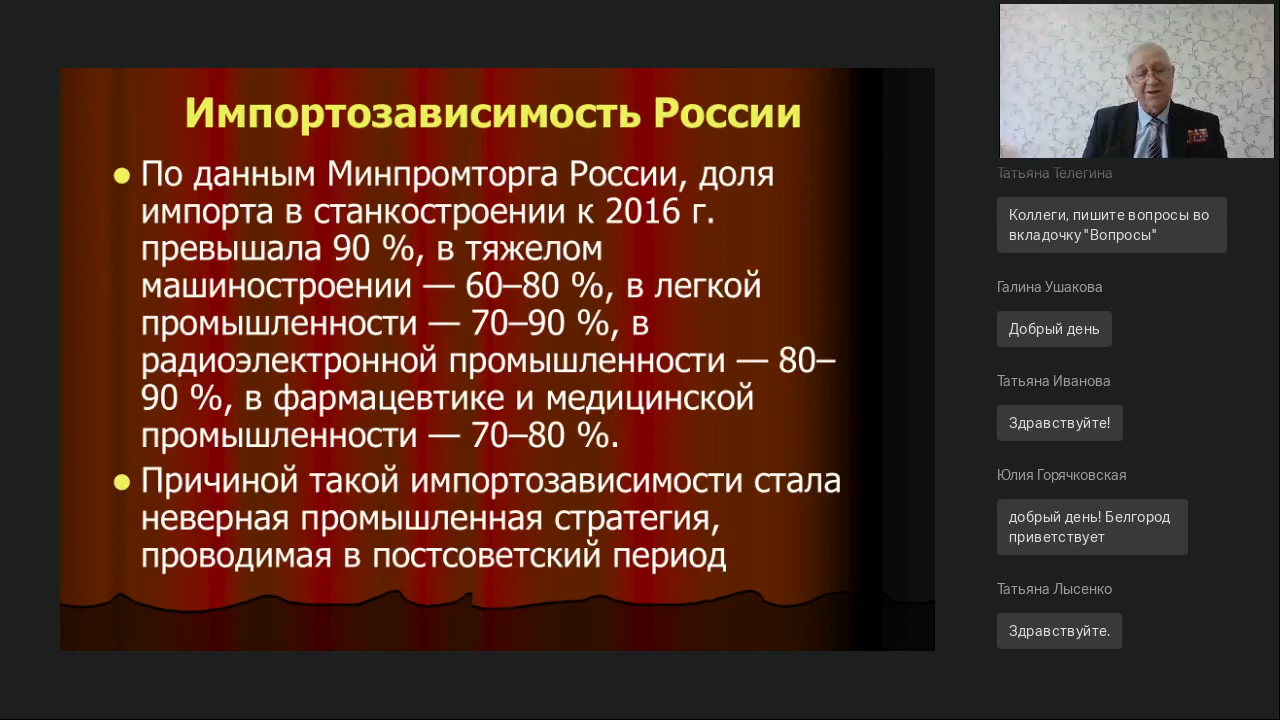 Импортозависимость России
По данным Минпромторга России, доля
импорта в станкостроении к 2016 г.
превышала 90 %, в тяжелом
машиностроении — 60–80 %, в легкой
промышленности — 70–90 %, в
радиоэлектронной промышленности — 80–
90 %, в фармацевтике и медицинской
промышленности — 70–80 %.
Причиной такой импортозависимости стала
неверная промышленная стратегия,
проводимая в постсоветский период
Татьяна Телегина
Коллеги, пишите вопросы во
вкладочку "Вопросы"
Галина Ушакова
Добрый день
Татьяна Иванова
Здравствуйте!
Юлия Горячковская
добрый день! Белгород
приветствует
Татьяна Лысенко
Здравствуйте.